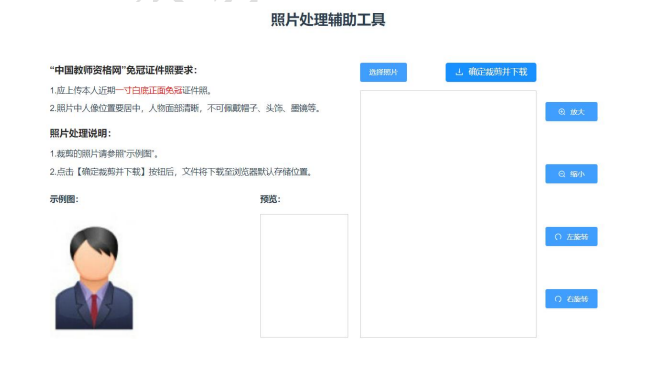 照片处理辅助工具
“中国教师资格网”免冠证件照要求：
1.应上传本人近期一寸白底正面免冠证件照。
2.照片中人像位置要居中，人物面部清晰，不可佩戴帽子、头饰、墨镜等。
照片处理说明：
1.裁剪的照片请参照“示例图”。
2.点击【确定裁剪并下载】按钮后，文件将下载至浏览器默认存储位置。
示例图：
预览：
选择照片
确定裁剪并下载
放大
缩小
左旋转
右旋转